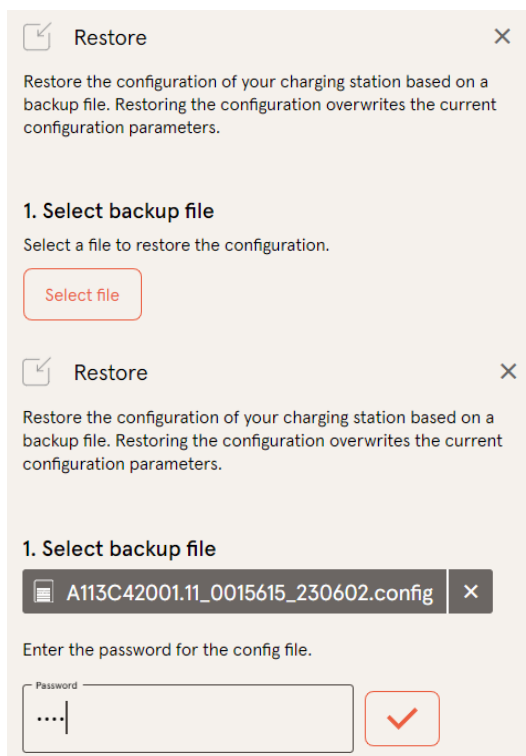 Restore
Restore the configuration of your charging station based on a
backup file. Restoring the configuration overwrites the current
configuration parameters.
1. Select backup file
Select a file to restore the configuration.
Select file
Restore
Restore the configuration of your charging station based on a
backup file. Restoring the configuration overwrites the current
configuration parameters.
1. Select backup file
A113C42001.11_0015615_230602.config
Enter the password for the config file.
Password
····